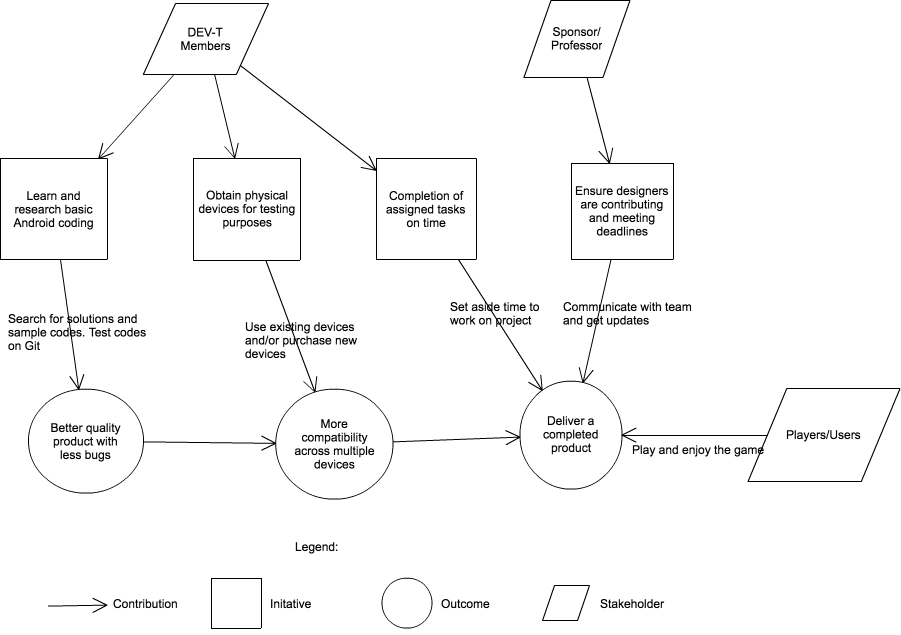 DEV-T
Members
Sponsor/
Professor
Learn and
research basic
Android coding
Obtain physical
devices for testing
purposes
Completion of
assigned tasks
on time
Ensure designers
are contributing
and meeting
deadlines
Search for solutions and
sample codes. Test codes
on Git
Use existing devices
and/or purchase new
devices
Set aside time to
work on project
Communicate with team
and get updates
Better quality
product with
less bugs
More
compatibility
across multiple
devices
Deliver a
completed
product
Play and enjoy the game
Players/Users
Legend:
Contribution
Initative
Outcome
Stakeholder